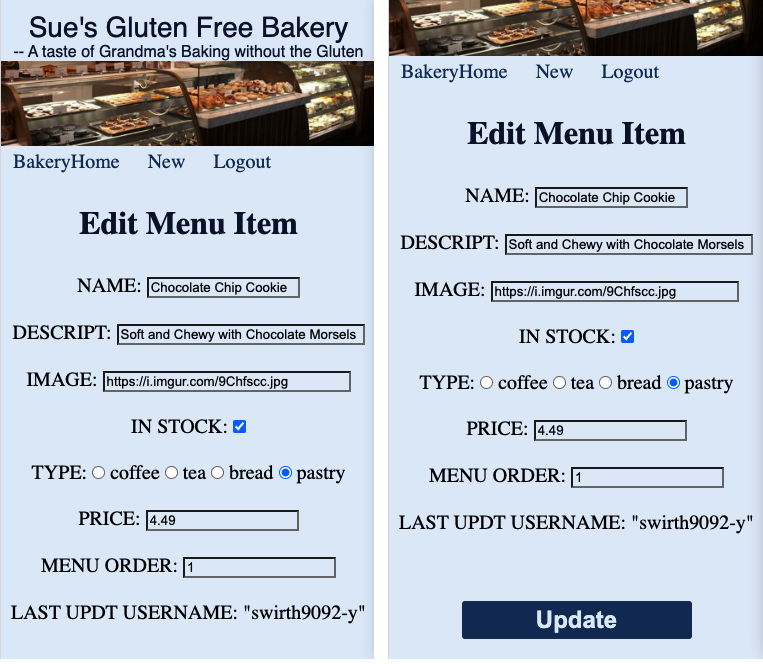 Sue's Gluten Free Bakery
-- A taste of Grandma's Baking without the Gluten
BakeryHome New Logout
Edit Menu Item
NAME: Chocolate Chip Cookie
DESCRIPT: Soft and Chewy with Chocolate Morsels
IMAGE: https://i.imgur.com/9Chfscc.jpg
IN STOCK:
TYPE: coffee tea bread pastry
PRICE: 4.49
MENU ORDER: 1
LAST UPDT USERNAME: "swirth9092-y"
BakeryHome New Logout
Edit Menu Item
NAME: Chocolate Chip Cookie
DESCRIPT: Soft and Chewy with Chocolate Morsels
IMAGE: https://i.imgur.com/9Chfscc.jpg
IN STOCK:
TYPE: coffee tea bread pastry
PRICE: 4.49
MENU ORDER: 1
LAST UPDT USERNAME: "swirth9092-y"
Update